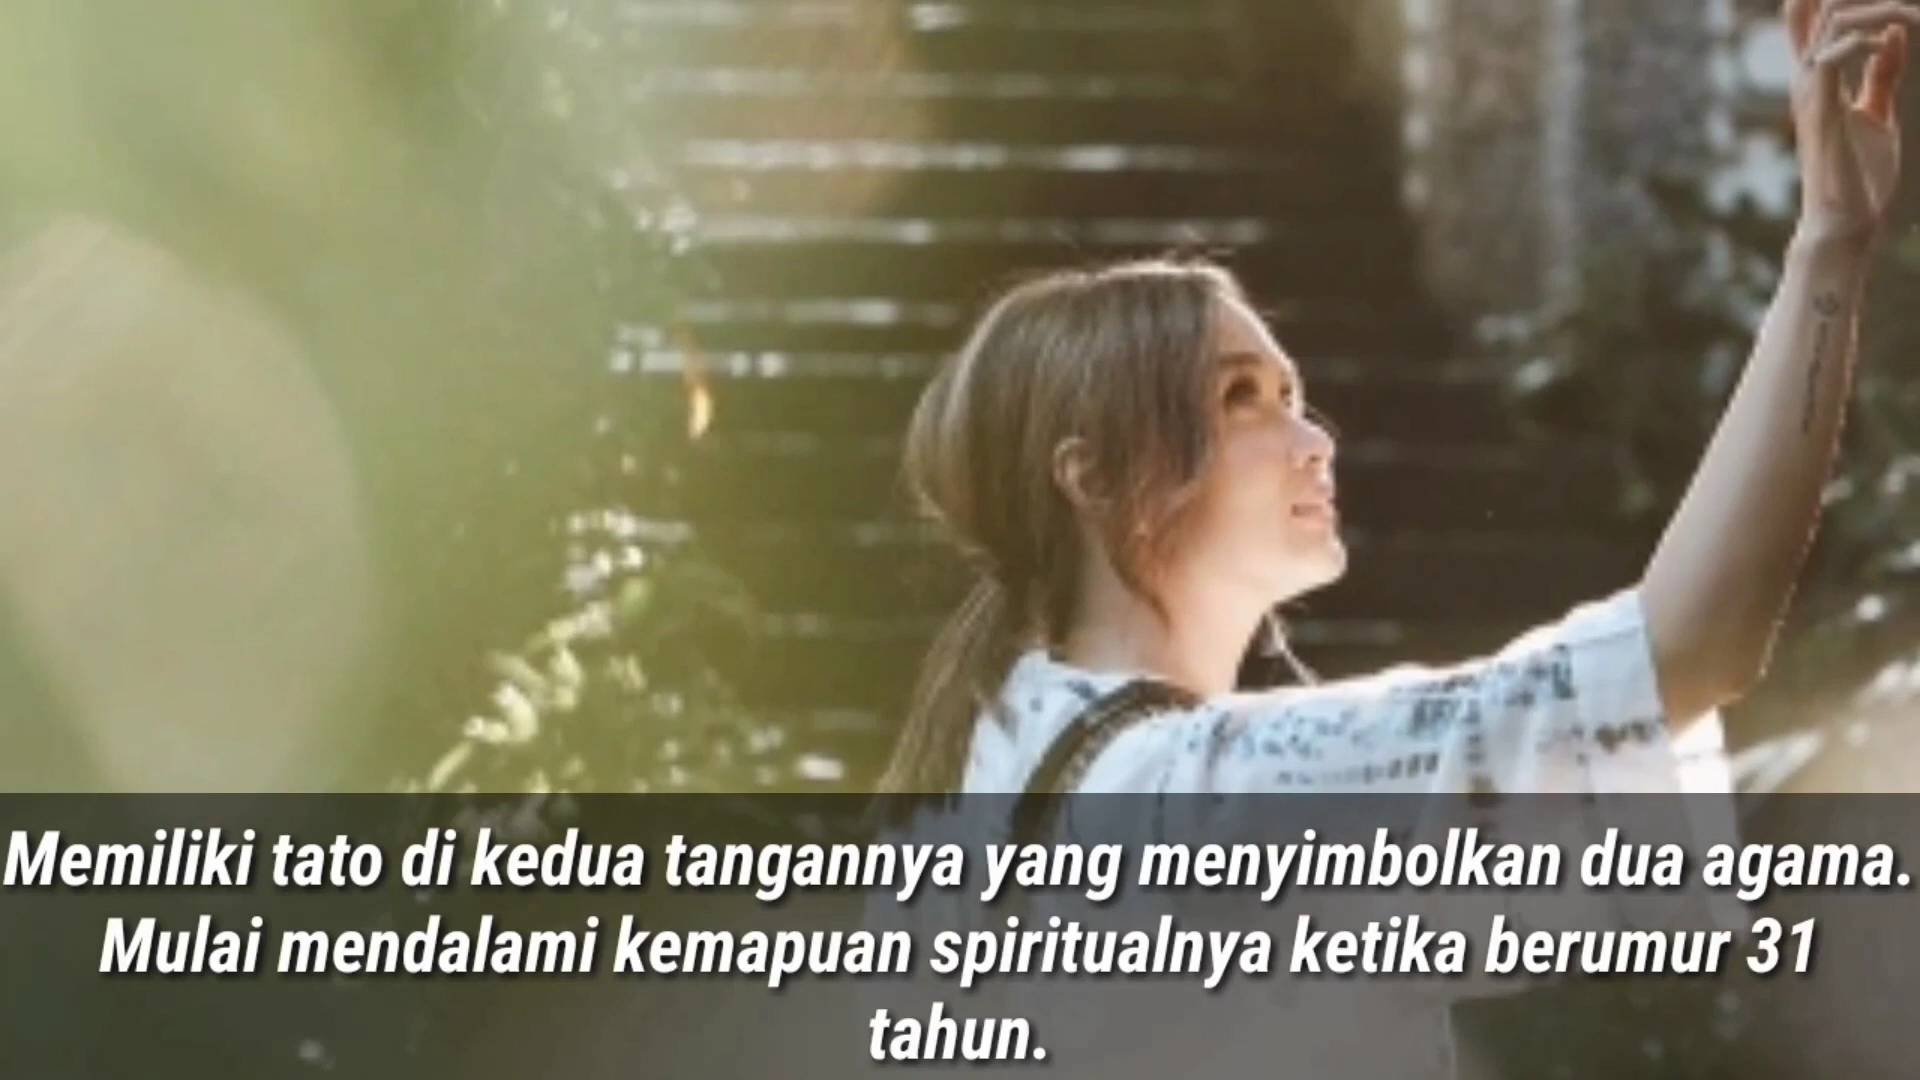 Memiliki tato di kedua tangannya yang menyimbolkan dua agama.
Mulai mendalami kemapuan spiritualnya ketika berumur 31
tahun.